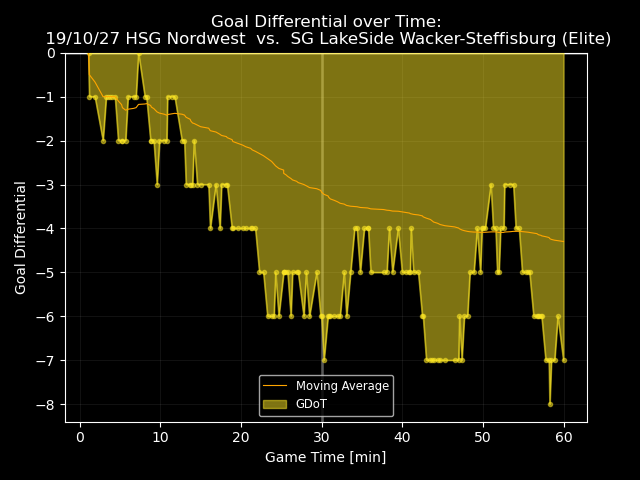 Goal Differential over Time:
19/10/27 HSG Nordwest  vs.  SG LakeSide Wacker-Steffisburg (Elite)
0
−1
−2
−3
−4
−5
−6
−7
−8
Goal Differential
Moving Average
GDoT
0 10 20 30 40 50 60
Game Time [min]